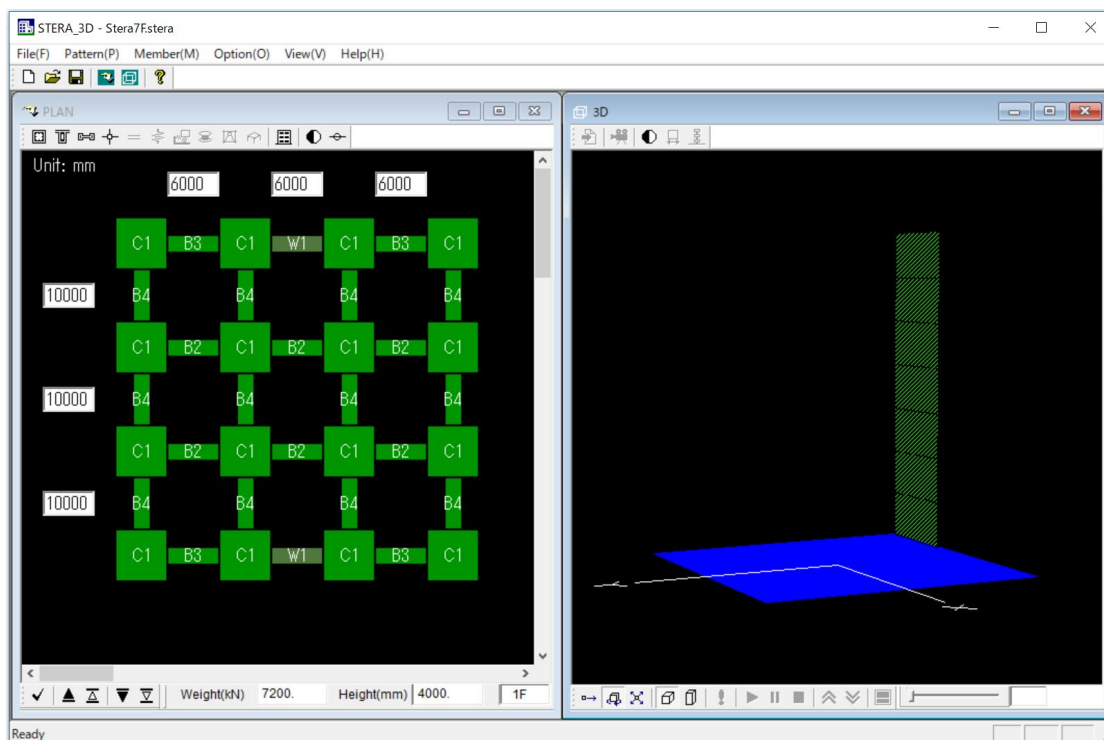 STERA_3D - Stera7F.stera
File(F) Pattern(P) Member(M) Option(O) View(V) Help(H)
PLAN
Unit: mm
6000 6000 6000
C1 B3 C1 W1 C1 B3 C1
10000 B4 B4 B4 B4
C1 B2 C1 B2 C1 B2 C1
10000 B4 B4 B4 B4
C1 B2 C1 B2 C1 B2 C1
10000 B4 B4 B4 B4
C1 B3 C1 W1 C1 B3 C1
Weight(kN) 7200. Height(mm) 4000. 1F
3D
Ready